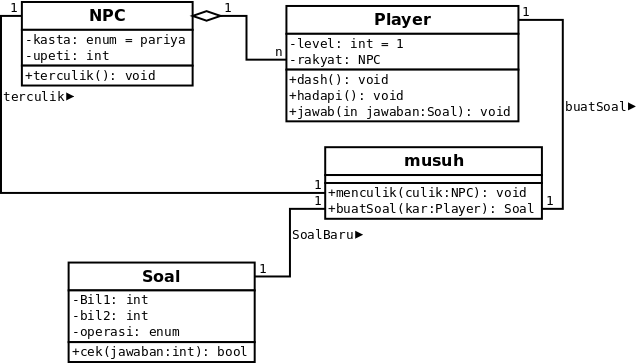 1
NPC
1
-kasta: enum = pariya
-upeti: int
+terculik(): void
terculik▶
n
Player
1
-level: int = 1
-rakyat: NPC
+dash(): void
+hadapi(): void
+jawab(in jawaban:Soal): void
buatSoal▶
musuh
1
+menculik(culik:NPC): void
1
+buatSoal(kar:Player): Soal
1
SoalBaru▶
Soal
1
-Bil1: int
-bil2: int
-operasi: enum
+cek(jawaban:int): bool